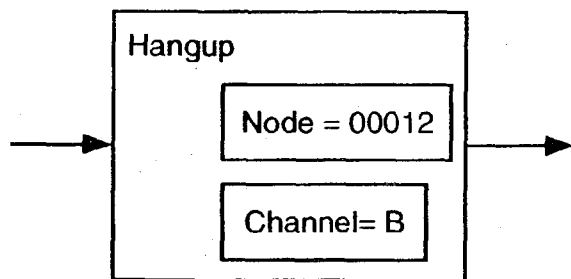 Hangup
Node = 00012
Channel= B